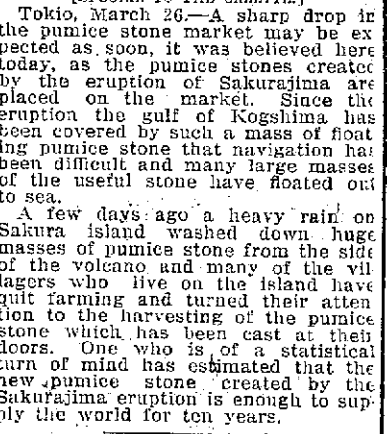 Tokio, March 26.—A sharp drop in
the pumice stone market may be ex
pected as soon, it was believed here
today, as the pumice stones created
by the eruption of Sakurajima are
placed on the market. Since the
eruption the gulf of Kogshima has
been covered by such a mass of float
ing pumice stone that navigation has
been difficult and many large masses
of the useful stone have floated out
to sea.
A few days ago a heavy rain on
Sakura island washed down huge
masses of pumice stone from the side
of the volcano and many of the vil
lagers who live on the island have
quit farming and turned their atten
tion to the harvesting of the pumice
stone which has been cast at their
doors. One who is of a statistical
turn of mind has estimated that the
new pumice stone created by the
Sakurajima eruption is enough to sup-
ply the world for ten years.